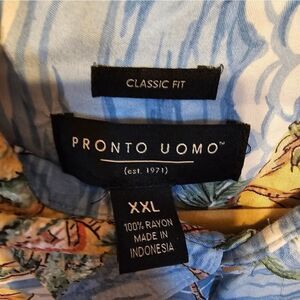 CLASSIC FIT
PRONTO UOMO™
(est. 1971)
XXL
100% RAYON
MADE IN
INDONESIA